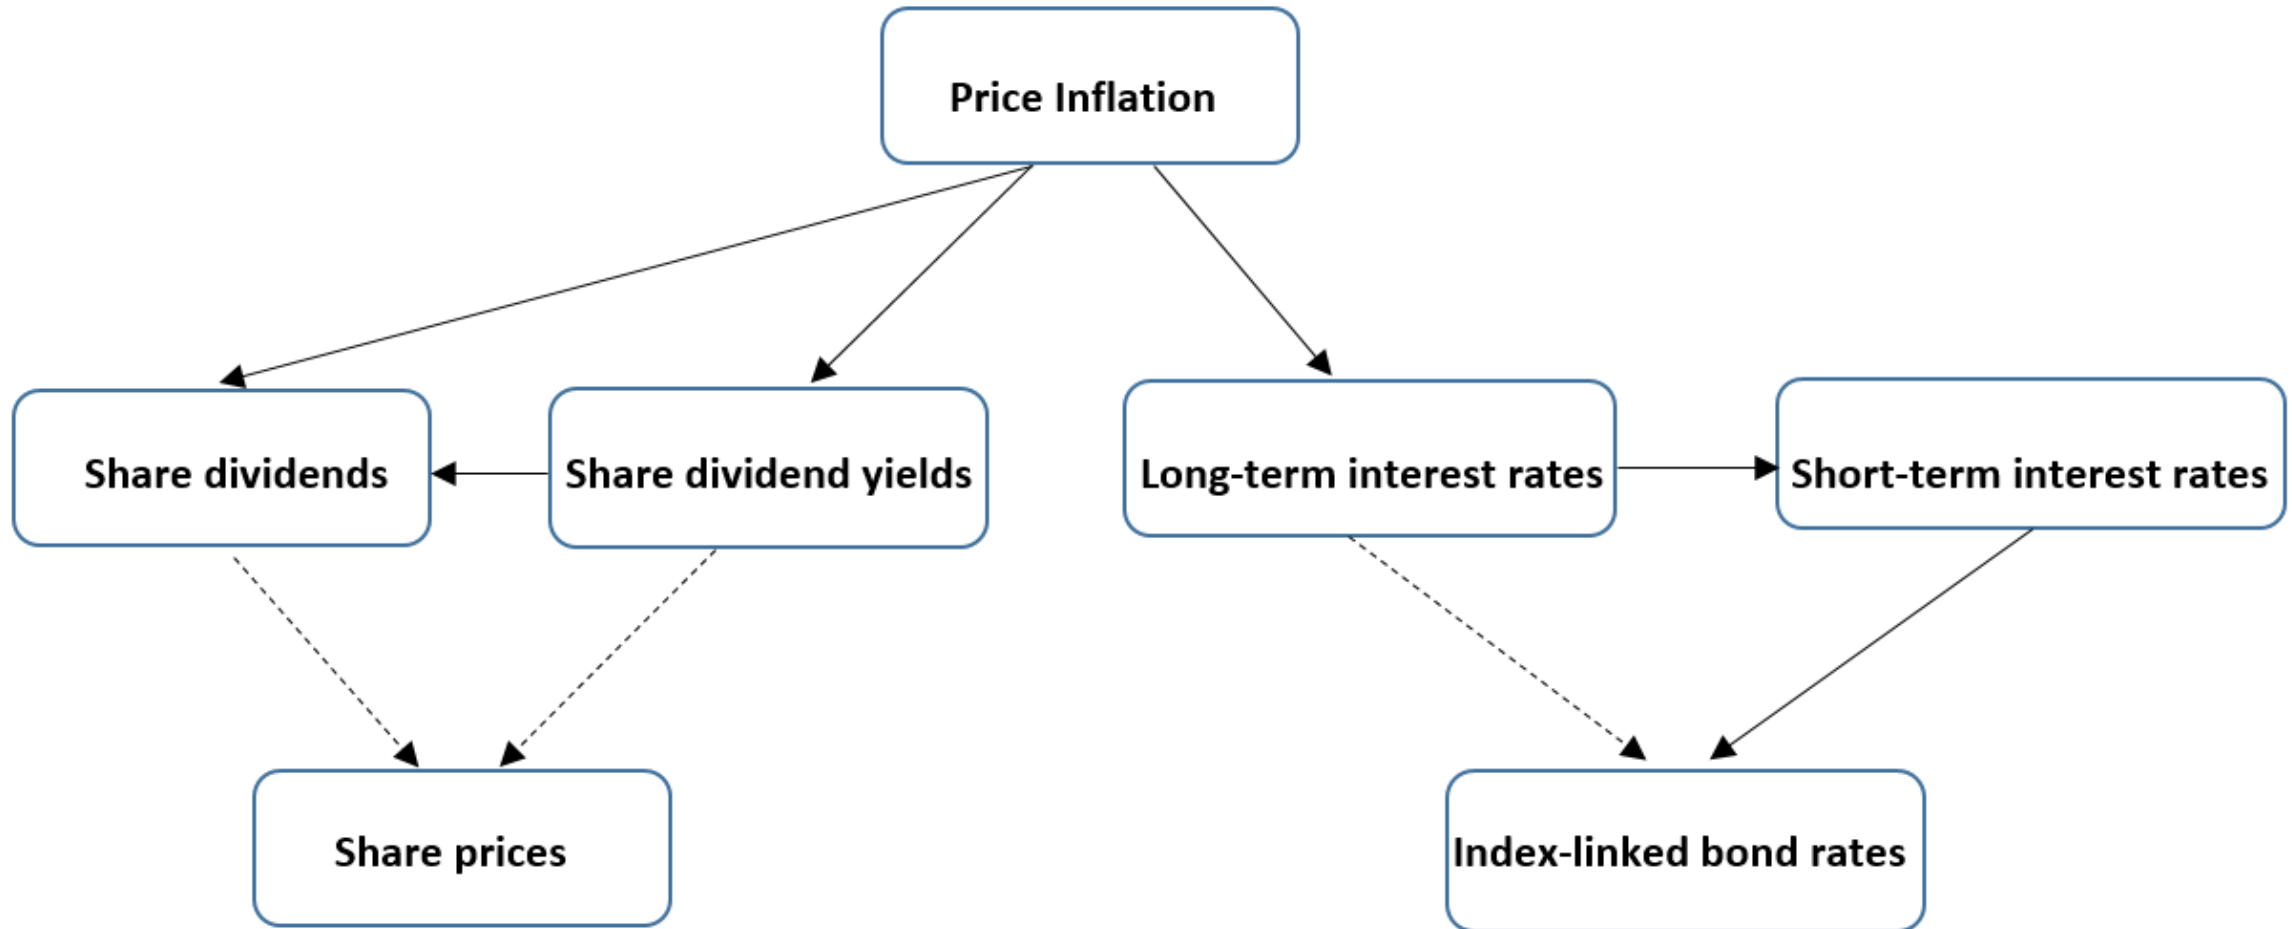 Price Inflation
Share dividends
Share dividend yields
Long-term interest rates
Short-term interest rates
Share prices
Index-linked bond rates